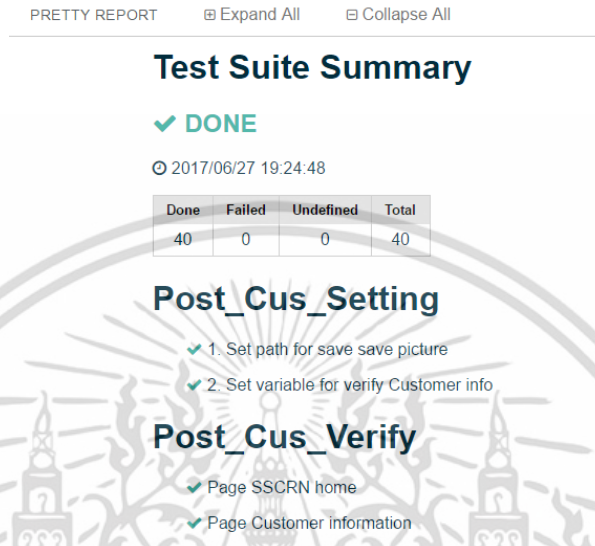 PRETTY REPORT Expand All Collapse All
Test Suite Summary
DONE
2017/06/27 19:24:48
Done Failed Undefined Total
40 0 0 40
Post_Cus_Setting
1. Set path for save save picture
2. Set variable for verify Customer info
Post_Cus_Verify
Page SSCRN home
Page Customer information